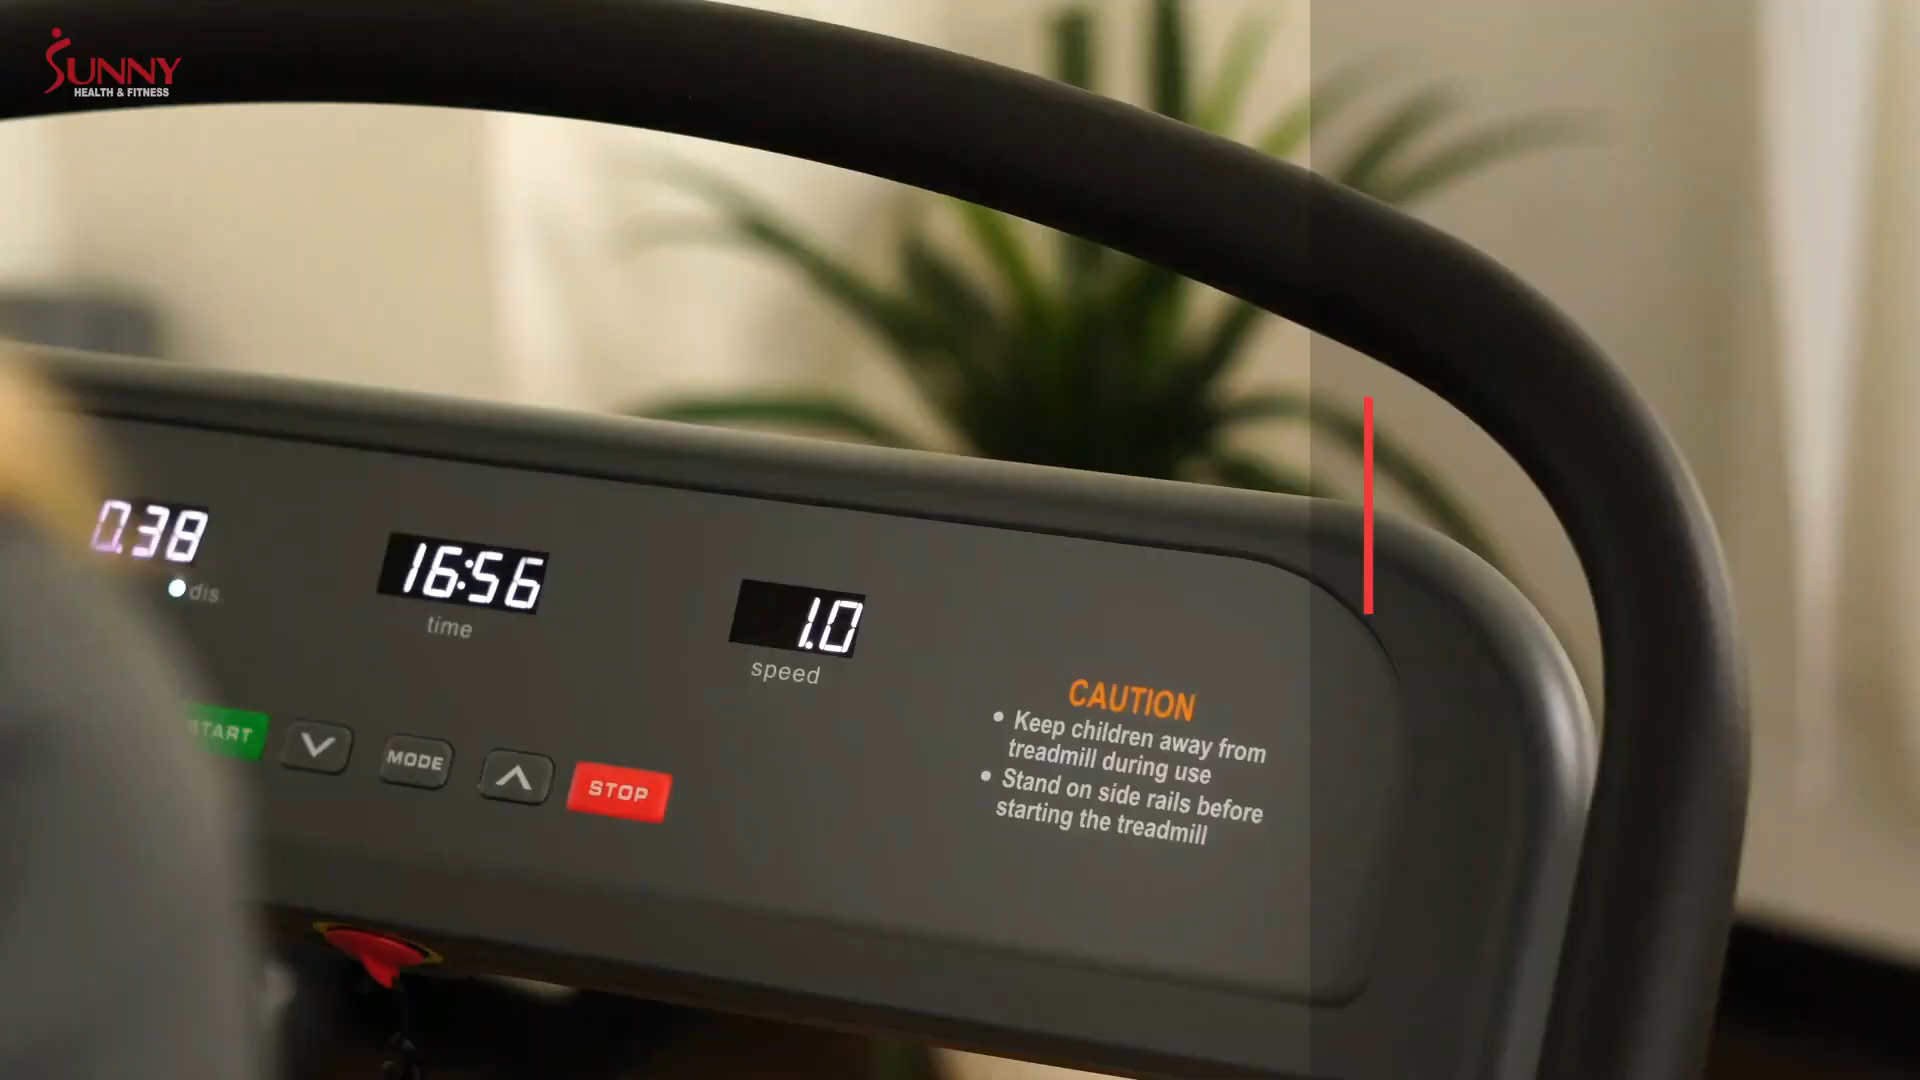 SUNNY
HEALTH & FITNESS
0.38
dis.
16:56
time
1.0
speed
START
MODE
STOP
CAUTION
• Keep children away from
treadmill during use
• Stand on side rails before
starting the treadmill